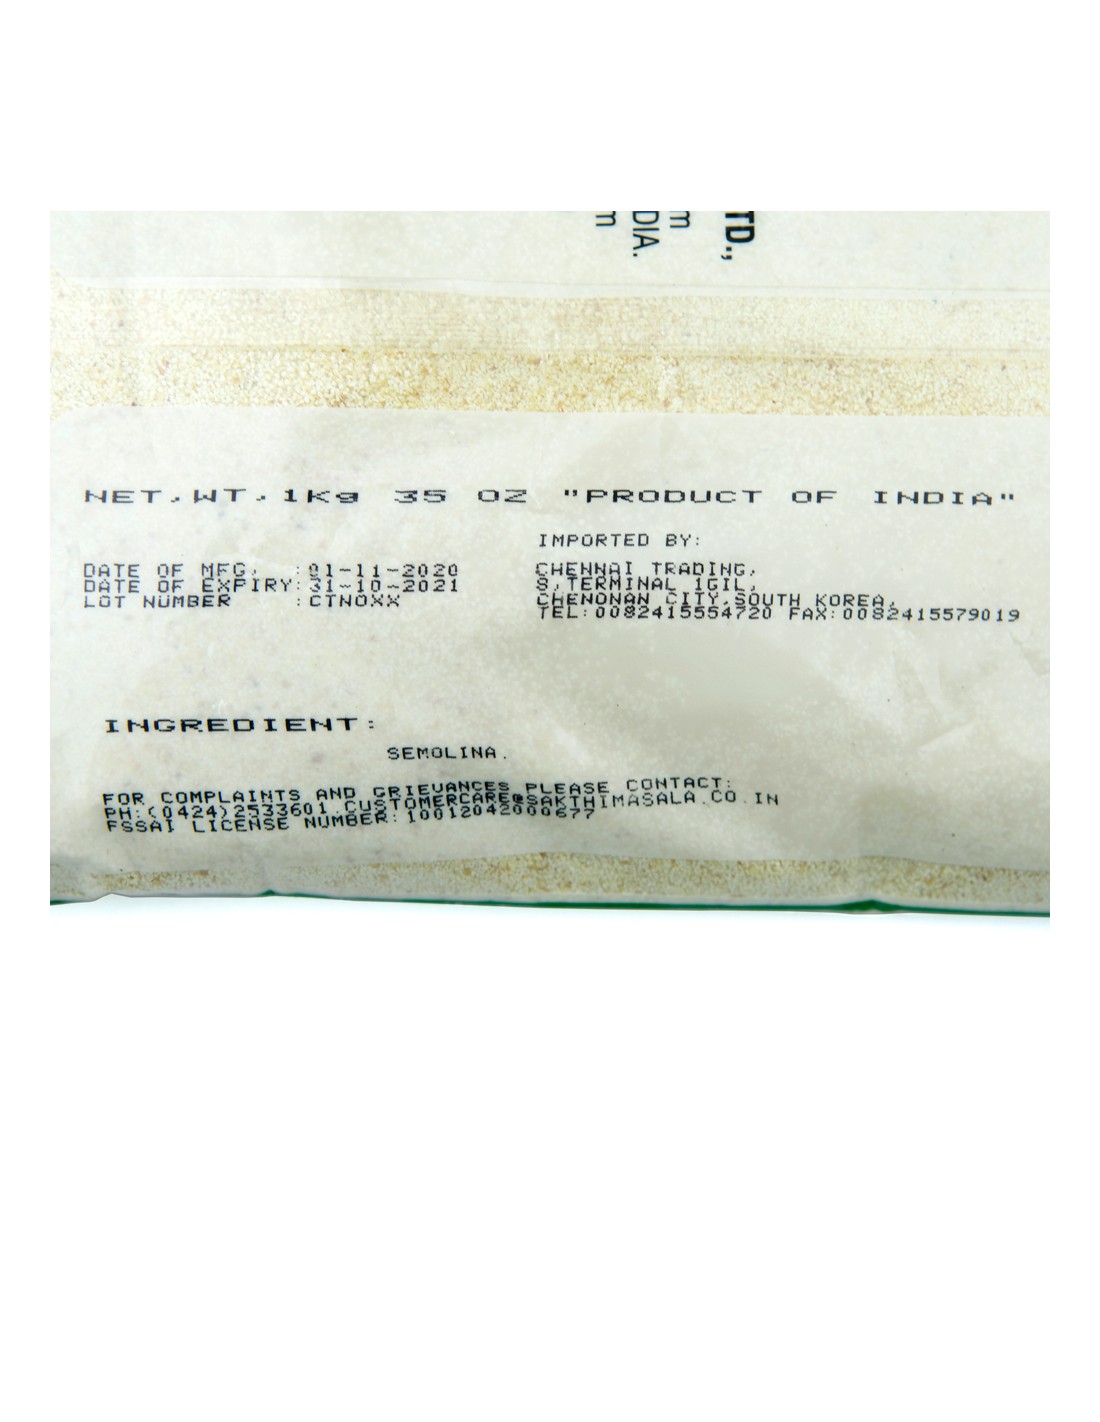 TD.,
m
DIA.
m
NET.WT.1Kg 35 OZ "PRODUCT OF INDIA"
IMPORTED BY:
DATE OF MFG. :01-11-2020
DATE OF EXPIRY:31-10-2021
LOT NUMBER :CTNOXX
CHENNAI TRADING,
8,TERMINAL 1GIL,
CHENONAN CITY,SOUTH KOREA,
TEL:0082415554720 FAX:0082415579019
INGREDIENT:
SEMOLINA.
FOR COMPLAINTS AND GRIEVANCES PLEASE CONTACT:
PH:(0424)2533601,CUSTOMERCARE@SAKTHIMASALA.CO.IN
FSSAI LICENSE NUMBER:10012042000677